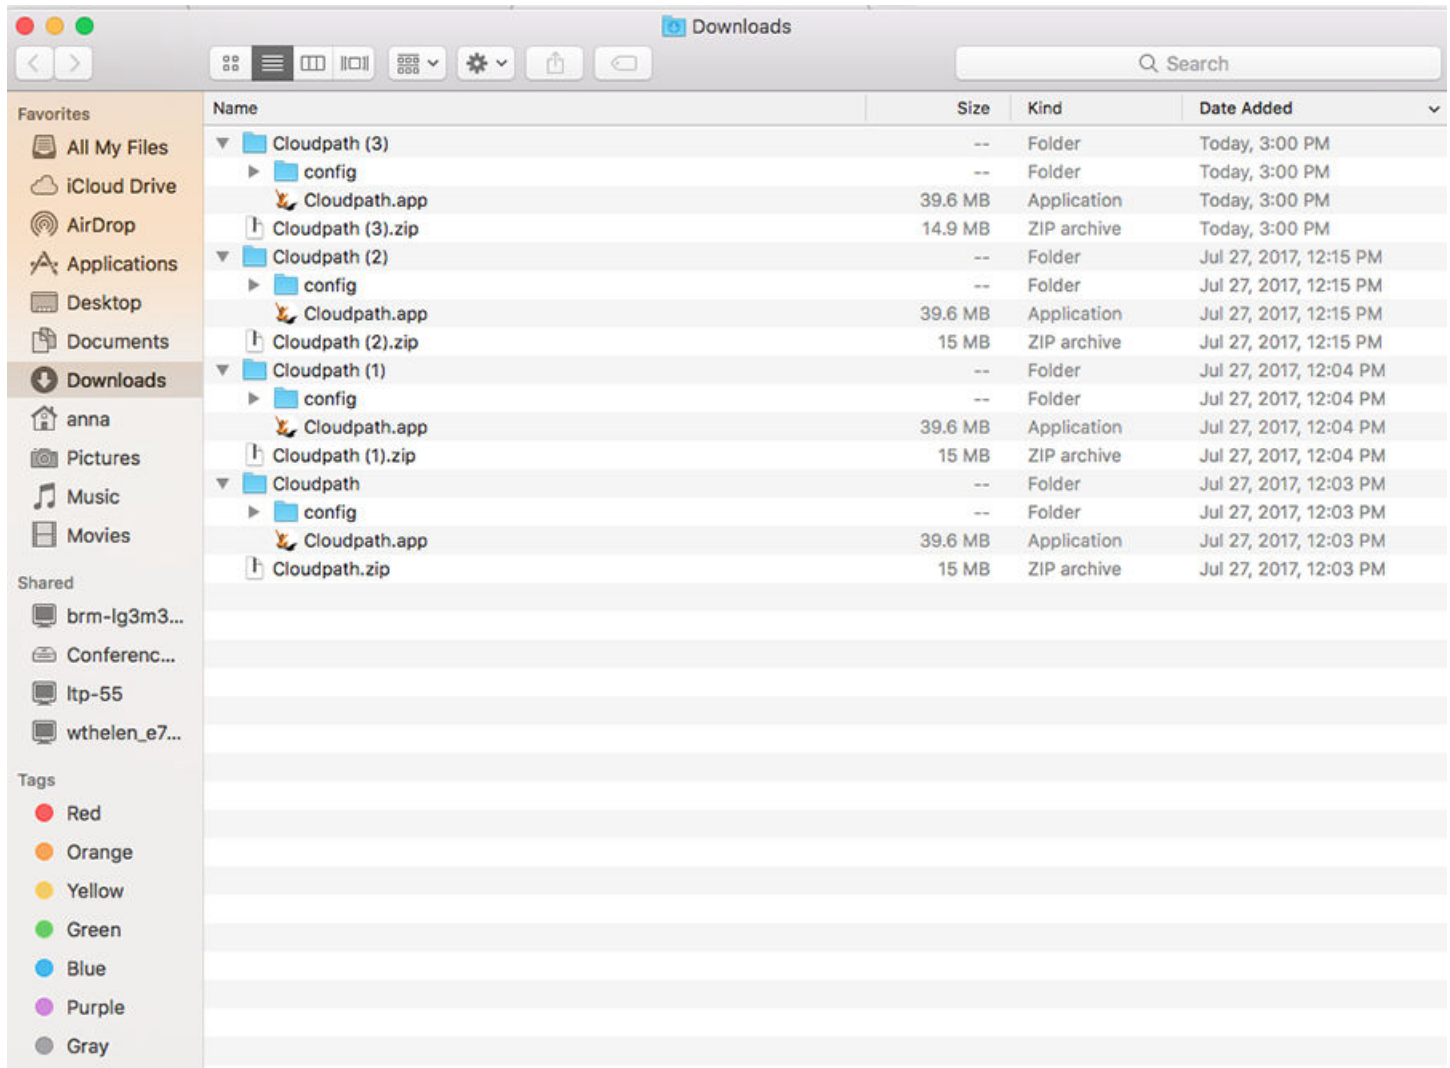 Downloads
Search
Favorites
All My Files
iCloud Drive
AirDrop
Applications
Desktop
Documents
Downloads
anna
Pictures
Music
Movies
Shared
brm-lg3m3...
Conferenc...
ltp-55
wthelen_e7...
Tags
Red
Orange
Yellow
Green
Blue
Purple
Gray
Name Size Kind Date Added
Cloudpath (3) -- Folder Today, 3:00 PM
config -- Folder Today, 3:00 PM
Cloudpath.app 39.6 MB Application Today, 3:00 PM
Cloudpath (3).zip 14.9 MB ZIP archive Today, 3:00 PM
Cloudpath (2) -- Folder Jul 27, 2017, 12:15 PM
config -- Folder Jul 27, 2017, 12:15 PM
Cloudpath.app 39.6 MB Application Jul 27, 2017, 12:15 PM
Cloudpath (2).zip 15 MB ZIP archive Jul 27, 2017, 12:15 PM
Cloudpath (1) -- Folder Jul 27, 2017, 12:04 PM
config -- Folder Jul 27, 2017, 12:04 PM
Cloudpath.app 39.6 MB Application Jul 27, 2017, 12:04 PM
Cloudpath (1).zip 15 MB ZIP archive Jul 27, 2017, 12:04 PM
Cloudpath -- Folder Jul 27, 2017, 12:03 PM
config -- Folder Jul 27, 2017, 12:03 PM
Cloudpath.app 39.6 MB Application Jul 27, 2017, 12:03 PM
Cloudpath.zip 15 MB ZIP archive Jul 27, 2017, 12:03 PM